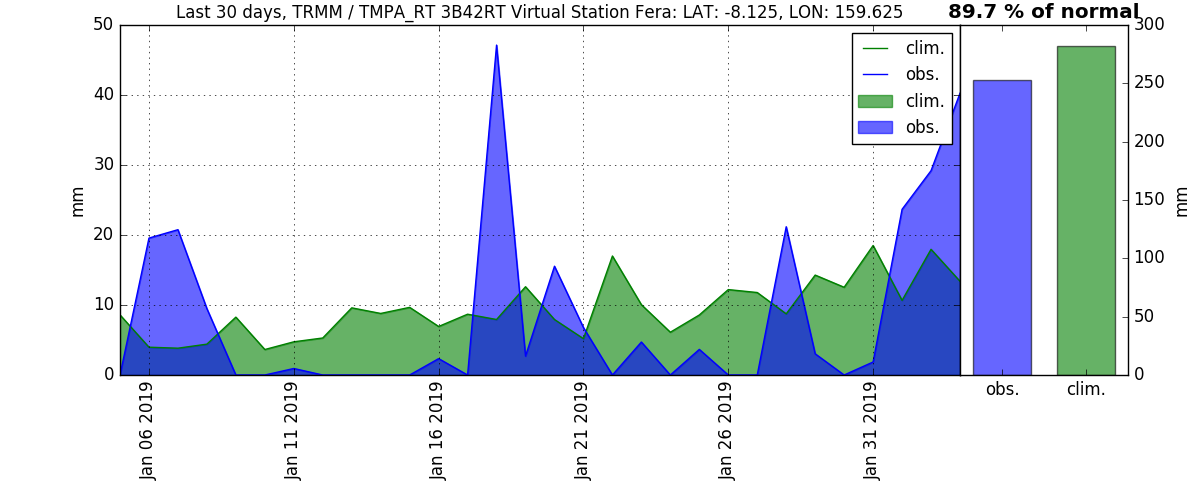 Last 30 days, TRMM / TMPA_RT 3B42RT Virtual Station Fera: LAT: -8.125, LON: 159.625
89.7 % of normal
50
40
30
20
10
0
mm
clim.
obs.
clim.
obs.
300
250
200
150
100
50
0
mm
Jan 06 2019
Jan 11 2019
Jan 16 2019
Jan 21 2019
Jan 26 2019
Jan 31 2019
obs.
clim.